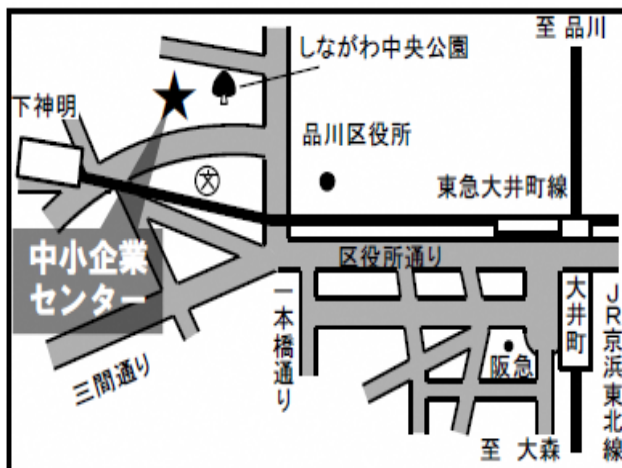 至 品川
しながわ中央公園
下神明
品川区役所
文
東急大井町線
中小企業
センター
区役所通り
一本橋通り
大井町
JR京浜東北線
阪急
三間通り
至 大森